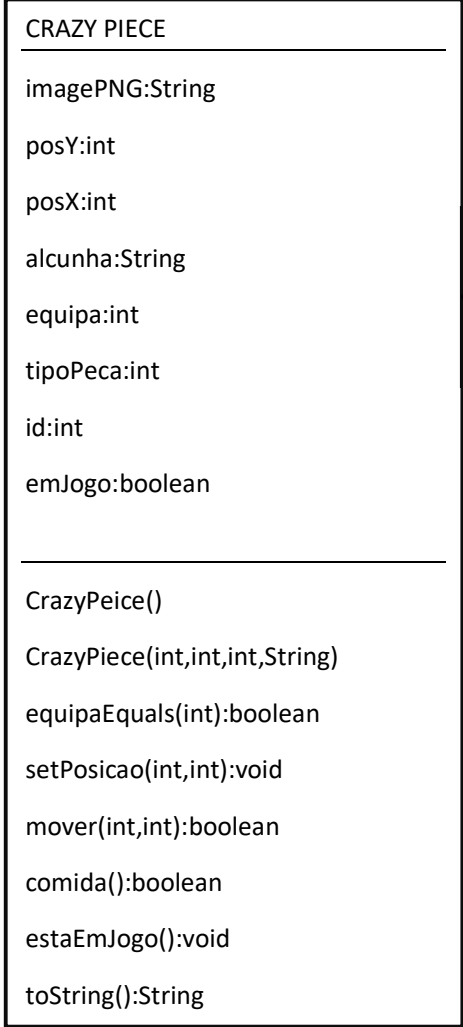 CRAZY PIECE
imagePNG:String
posY:int
posX:int
alcunha:String
equipa:int
tipoPeca:int
id:int
emJogo:boolean
CrazyPeice()
CrazyPiece(int,int,int,String)
equipaEquals(int):boolean
setPosicao(int,int):void
mover(int,int):boolean
comida():boolean
estaEmJogo():void
toString():String